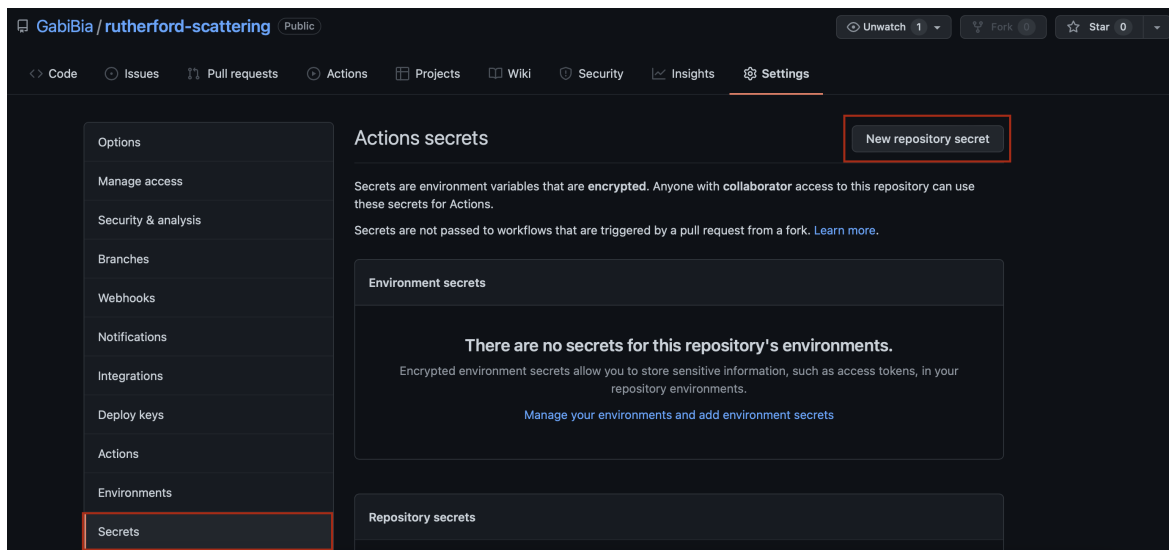 GabiBia / rutherford-scattering Public
Unwatch 1 Fork 0 Star 0
Code Issues Pull requests Actions Projects Wiki Security Insights Settings
Options
Manage access
Security & analysis
Branches
Webhooks
Notifications
Integrations
Deploy keys
Actions
Environments
Secrets
Actions secrets
New repository secret
Secrets are environment variables that are encrypted. Anyone with collaborator access to this repository can use
these secrets for Actions.
Secrets are not passed to workflows that are triggered by a pull request from a fork. Learn more.
Environment secrets
There are no secrets for this repository's environments.
Encrypted environment secrets allow you to store sensitive information, such as access tokens, in your
repository environments.
Manage your environments and add environment secrets
Repository secrets